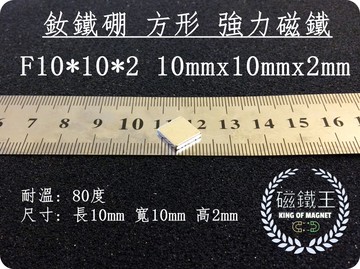 釹鐵硼 方形 強力磁鐵
F10*10*2 10mmx10mmx2mm
6 7 8 9 10 11 12 13 14 15 16
耐溫: 80度
尺寸: 長10mm 寬10mm 高2mm
磁鐵王
KING OF MAGNET